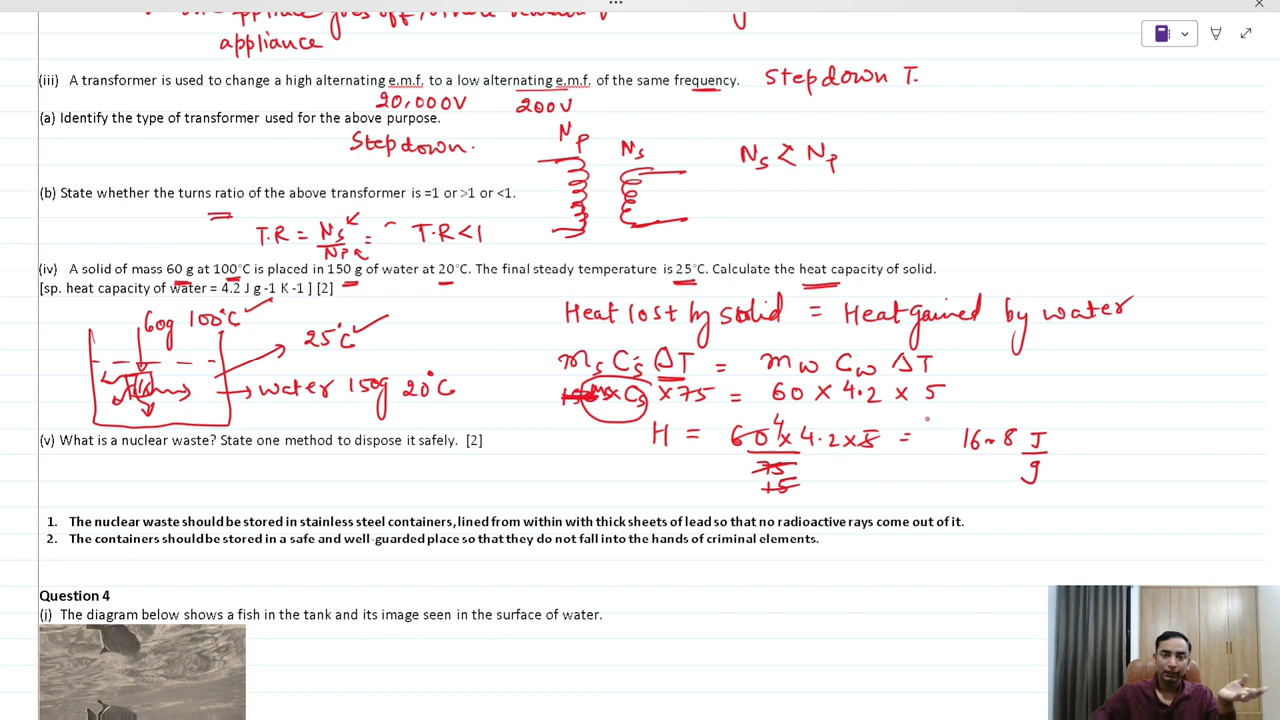 appliance
(iii) A transformer is used to change a high alternating e.m.f. to a low alternating e.m.f. of the same frequency. Stepdown T.
20,000V 200V
(a) Identify the type of transformer used for the above purpose.
Stepdown.
NP NS NS < NP
(b) State whether the turns ratio of the above transformer is =1 or >1 or <1.
T.R = NS/NP = T.R<1
(iv) A solid of mass 60 g at 100°C is placed in 150 g of water at 20°C. The final steady temperature is 25°C. Calculate the heat capacity of solid.
[sp. heat capacity of water = 4.2 J g -1 K -1 ] [2]
60g 100°C
25°C
water 150g 20°C
Heat lost by solid = Heat gained by water
ms Cs ΔT = mw Cw ΔT
ms x Cs x 75 = 60 x 4.2 x 5
H = 60 4 x 4.2 x 5 = 16.8 J/g
75
15
(v) What is a nuclear waste? State one method to dispose it safely. [2]
1. The nuclear waste should be stored in stainless steel containers, lined from within with thick sheets of lead so that no radioactive rays come out of it.
2. The containers should be stored in a safe and well-guarded place so that they do not fall into the hands of criminal elements.
Question 4
(i) The diagram below shows a fish in the tank and its image seen in the surface of water.